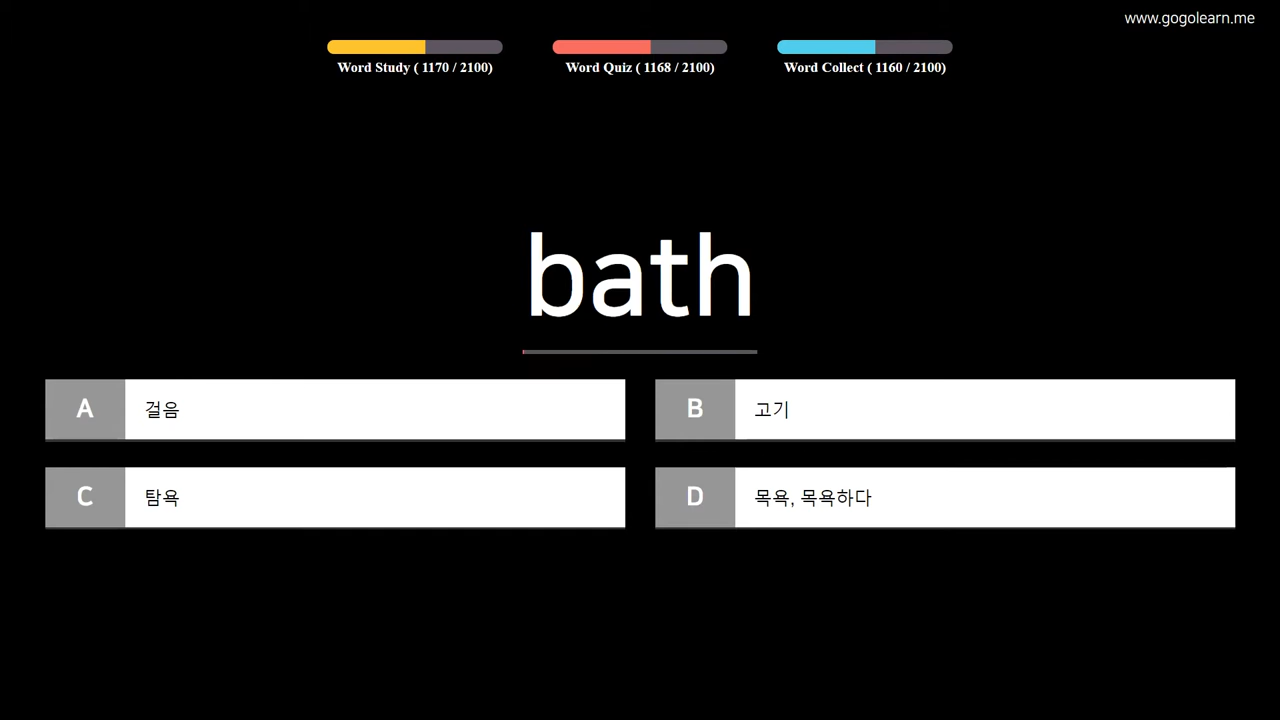 www.gogolearn.me
Word Study ( 1170 / 2100)
Word Quiz ( 1168 / 2100)
Word Collect ( 1160 / 2100)
bath
A 걸음
B 고기
C 탐욕
D 목욕, 목욕하다